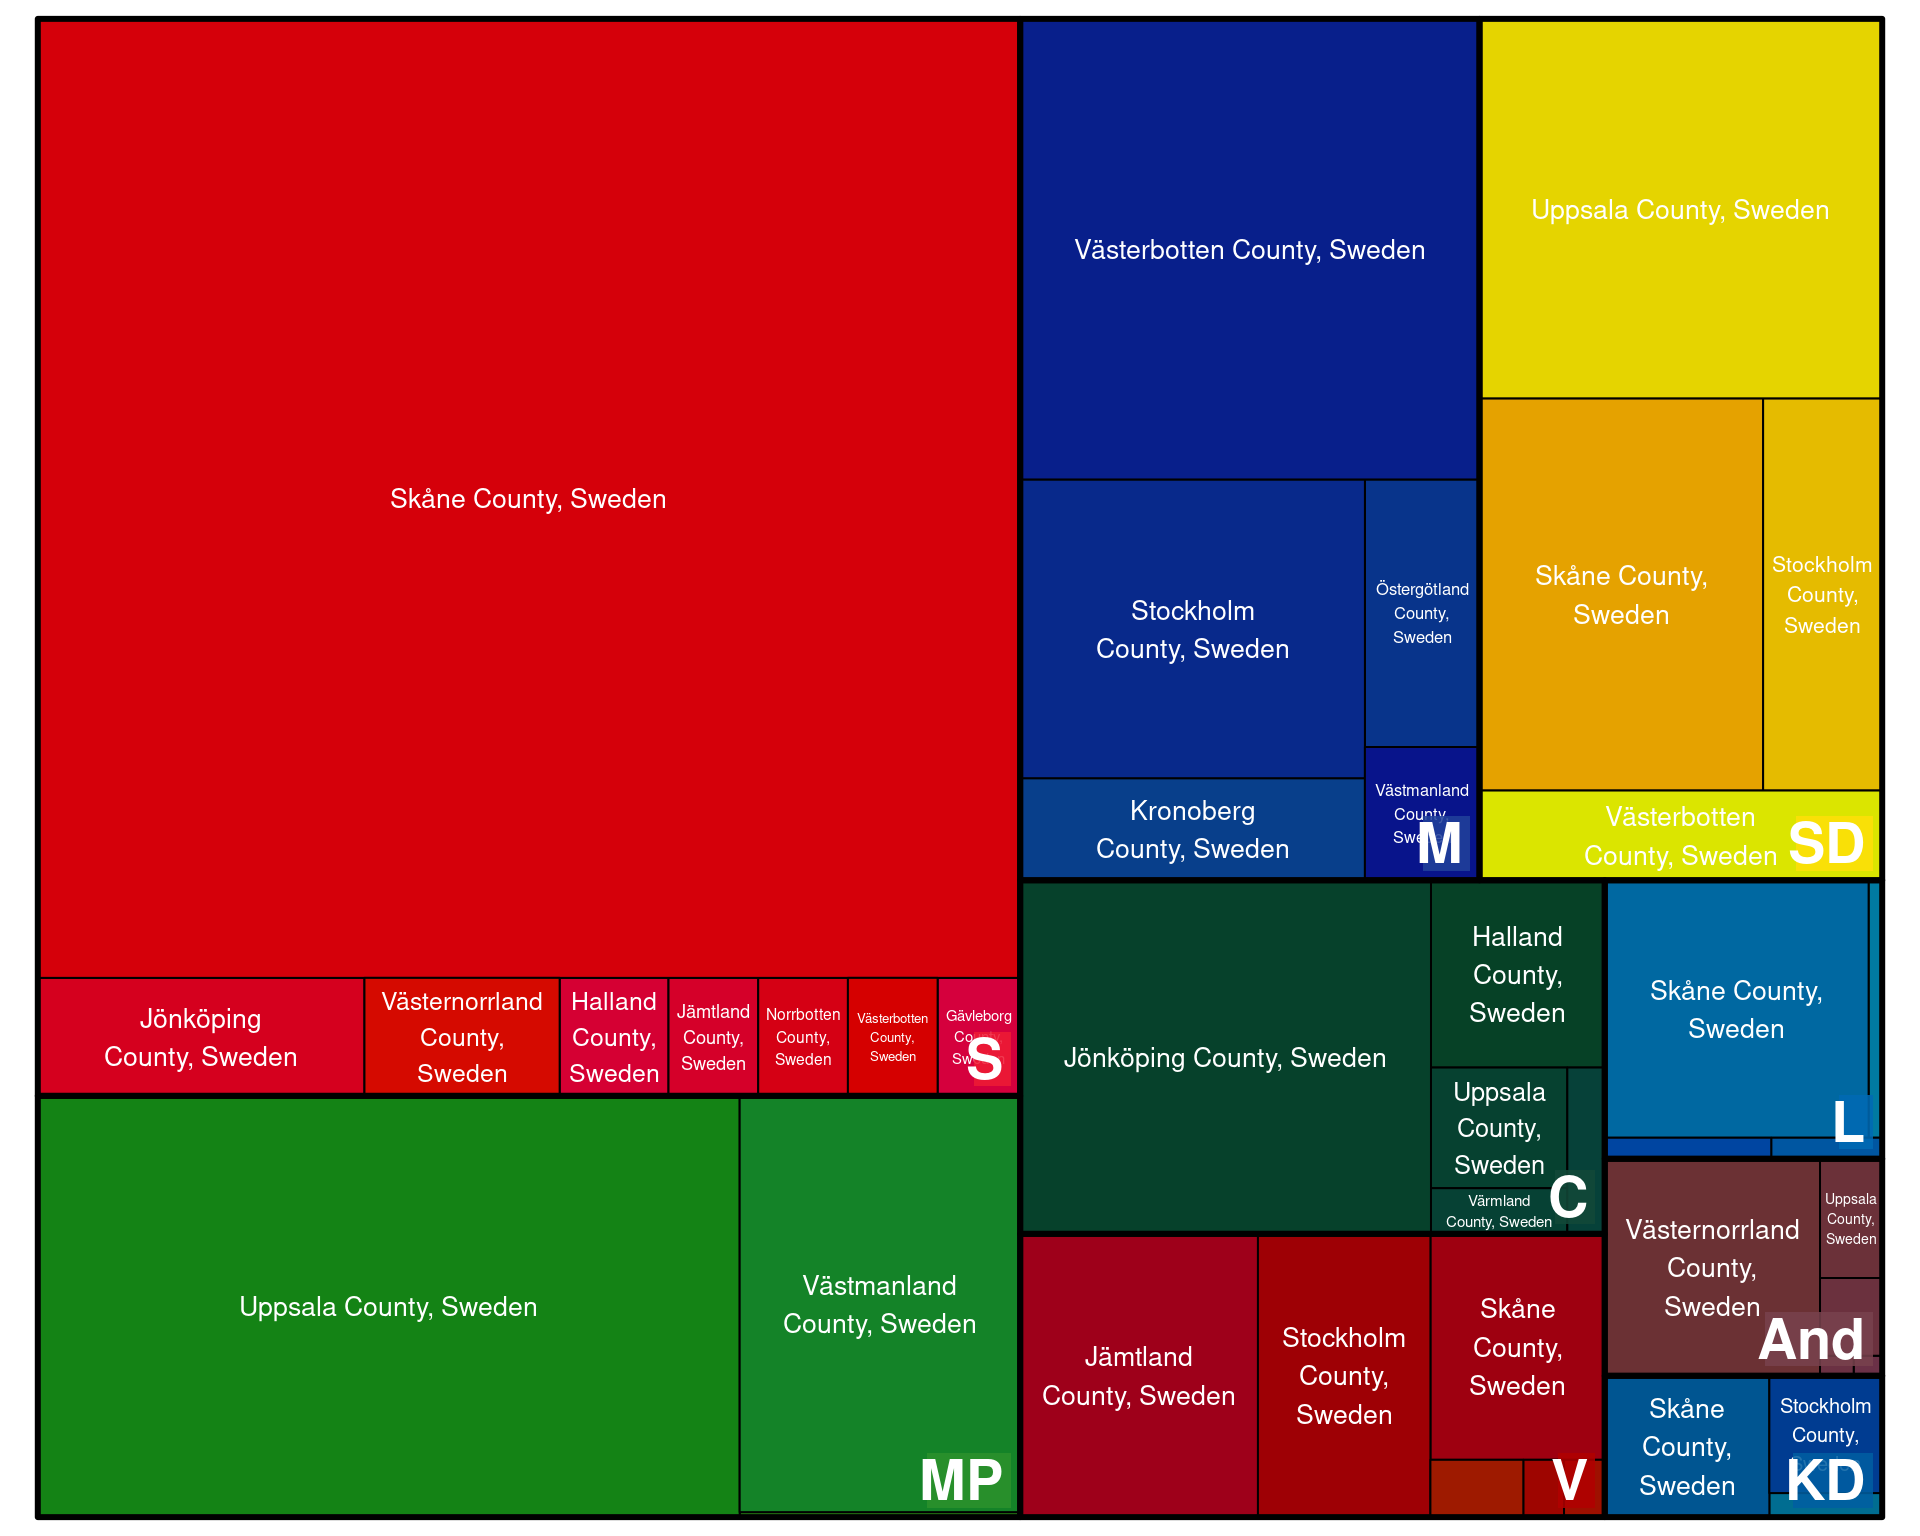 Skåne County, Sweden
Jönköping
County, Sweden
Västernorrland
County,
Sweden
Halland
County,
Sweden
Jämtland
County,
Sweden
Norrbotten
County,
Sweden
Västerbotten
County,
Sweden
Gävleborg
S
Uppsala County, Sweden
Västmanland
County, Sweden
MP
Västerbotten County, Sweden
Stockholm
County, Sweden
Östergötland
County,
Sweden
Kronoberg
County, Sweden
Västmanland
County,
M
Uppsala County, Sweden
Skåne County,
Sweden
Stockholm
County,
Sweden
Västerbotten
County, Sweden
SD
Jönköping County, Sweden
Halland
County,
Sweden
Uppsala
County,
Sweden
Värmland
County, Sweden
C
Jämtland
County, Sweden
Stockholm
County,
Sweden
Skåne
County,
Sweden
V
Skåne County,
Sweden
L
Västernorrland
County,
Sweden
Uppsala
County,
Sweden
And
Skåne
County,
Sweden
Stockholm
County,
KD